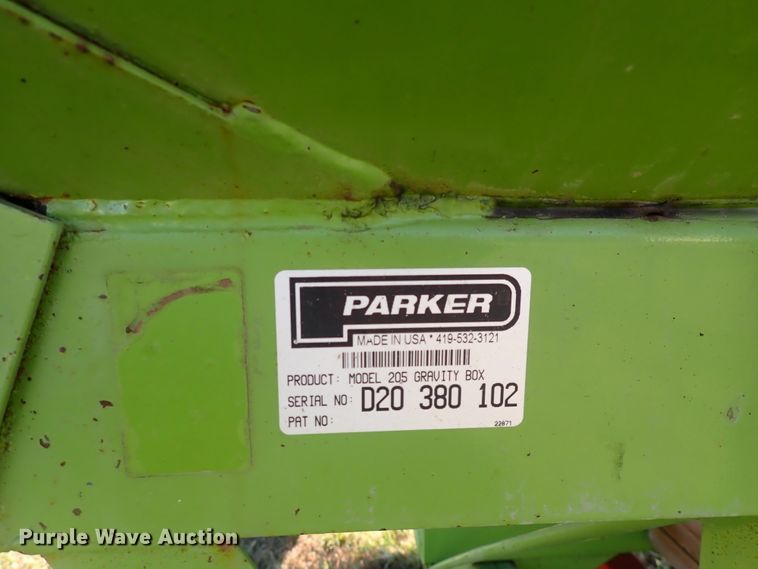 PARKER
MADE IN USA * 419-532-3121
PRODUCT: MODEL 205 GRAVITY BOX
SERIAL NO: D20 380 102
PAT NO:
22871
Purple Wave Auction